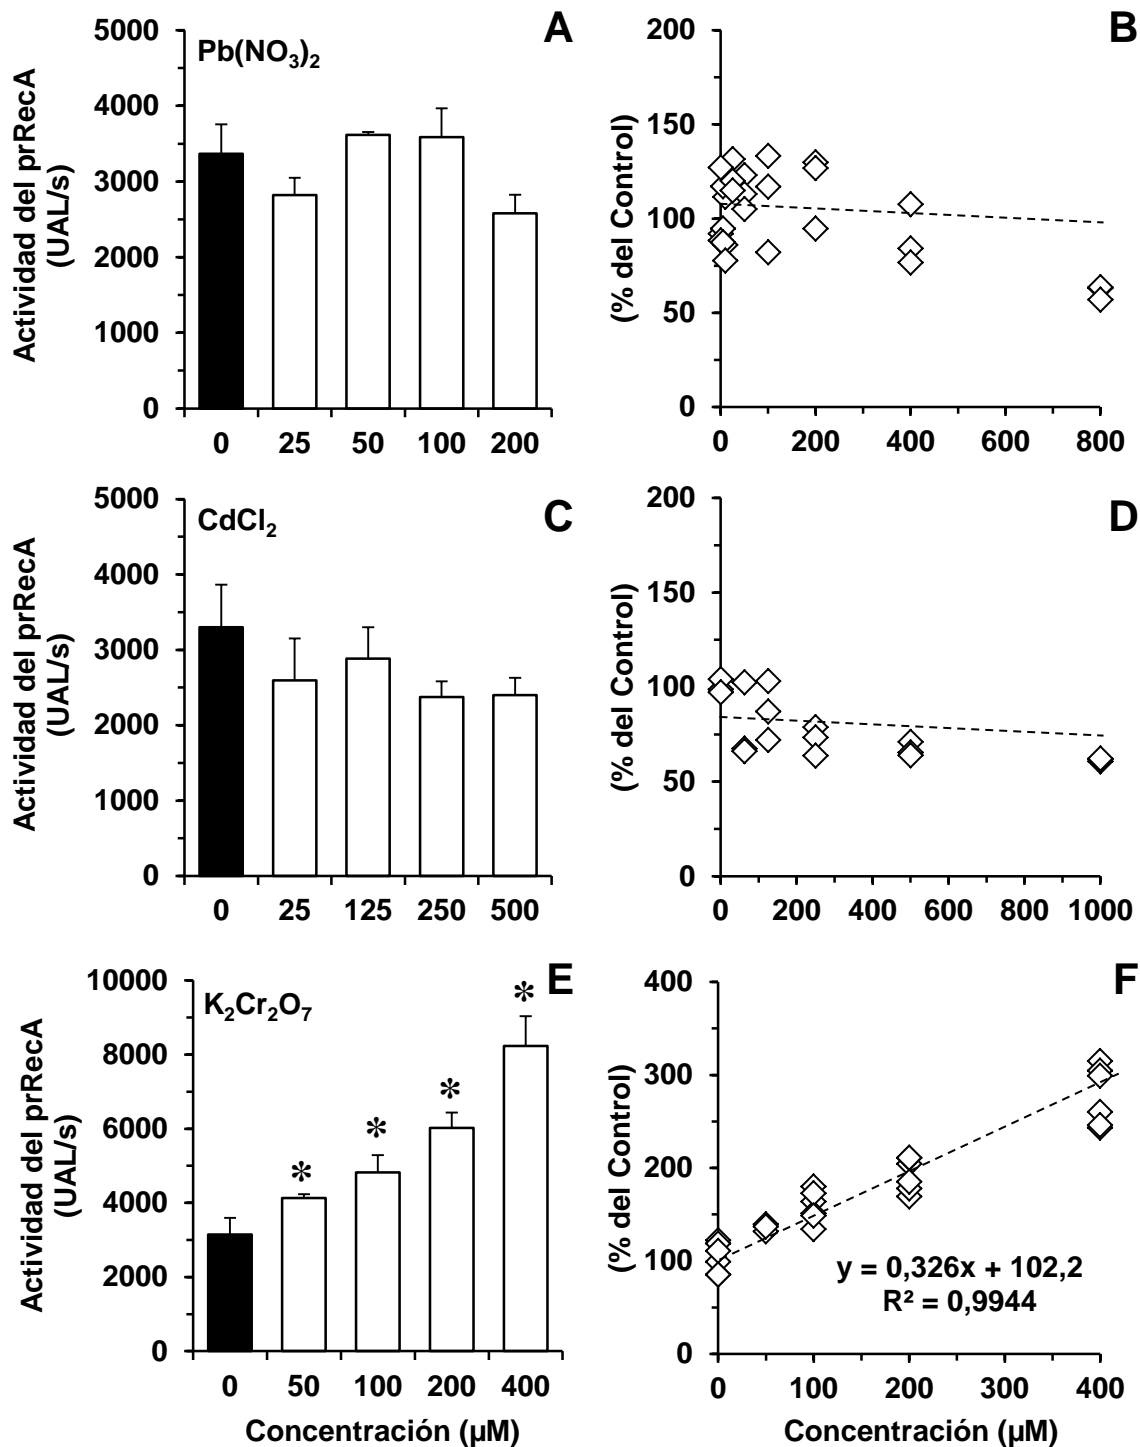 A
Pb(NO₃)₂
Actividad del prRecA
(UAL/s)
5000
4000
3000
2000
1000
0
0 25 50 100 200
B
(% del Control)
200
150
100
50
0
0 200 400 600 800
C
CdCl₂
Actividad del prRecA
(UAL/s)
5000
4000
3000
2000
1000
0
0 25 125 250 500
D
(% del Control)
200
150
100
50
0
0 200 400 600 800 1000
E
K₂Cr₂O₇
Actividad del prRecA
(UAL/s)
10000
8000
6000
4000
2000
0
* * * *
0 50 100 200 400
Concentración (µM)
F
(% del Control)
400
300
200
100
0
y = 0,326x + 102,2
R² = 0,9944
0 100 200 300 400
Concentración (µM)